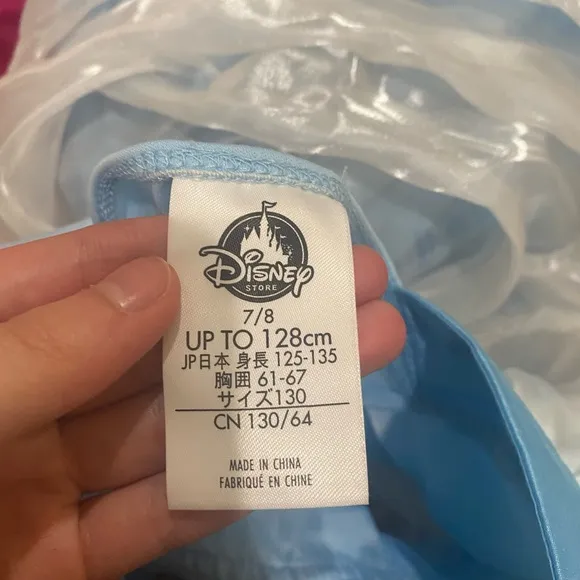 Disney
STORE
7/8
UP TO 128cm
JP日本 身長 125-135
胸囲 61-67
サイズ130
CN 130/64
MADE IN CHINA
FABRIQUÉ EN CHINE